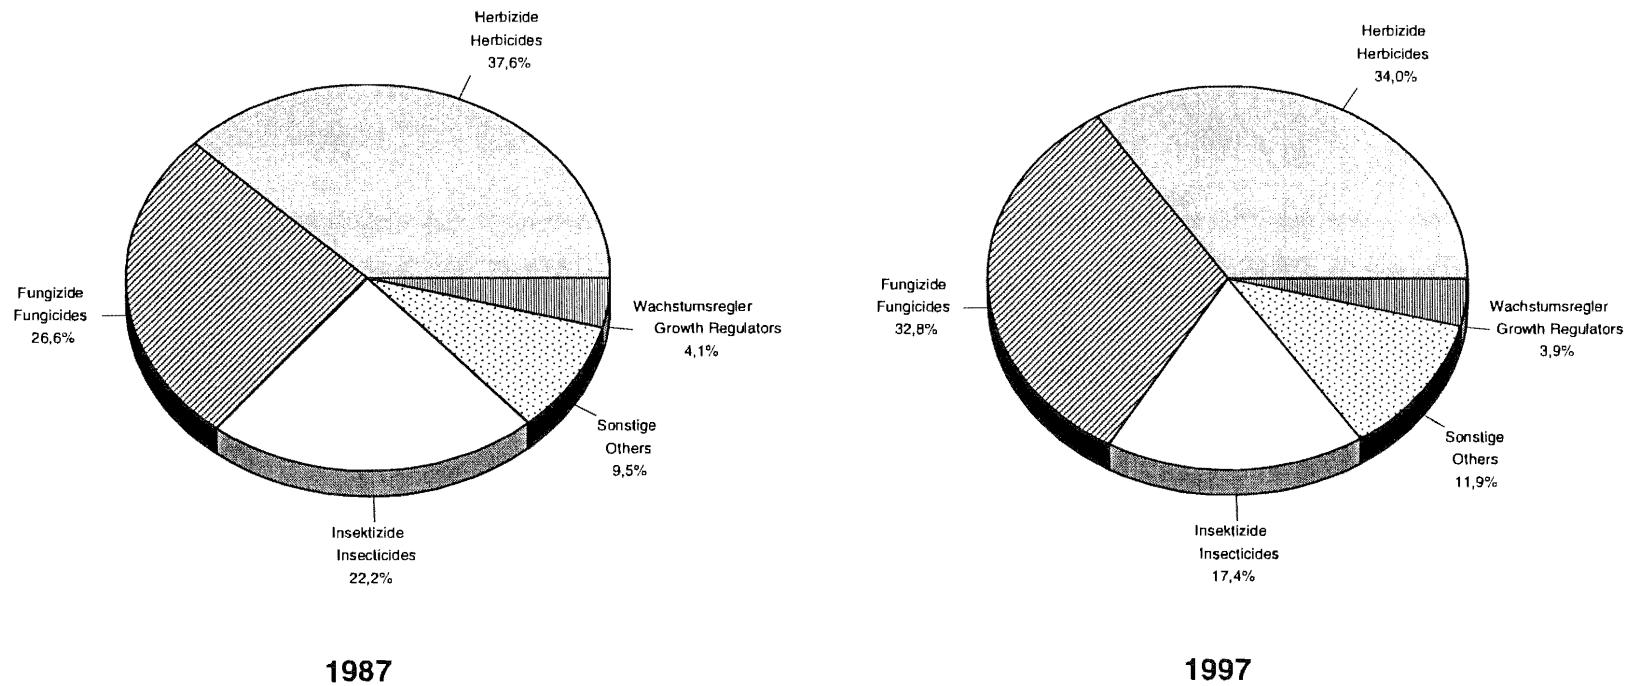 Herbizide
Herbicides
37,6%
Fungizide
Fungicides
26,6%
Wachstumsregler
Growth Regulators
4,1%
Sonstige
Others
9,5%
Insektizide
Insecticides
22,2%
1987
Herbizide
Herbicides
34,0%
Fungizide
Fungicides
32,8%
Wachstumsregler
Growth Regulators
3,9%
Sonstige
Others
11,9%
Insektizide
Insecticides
17,4%
1997